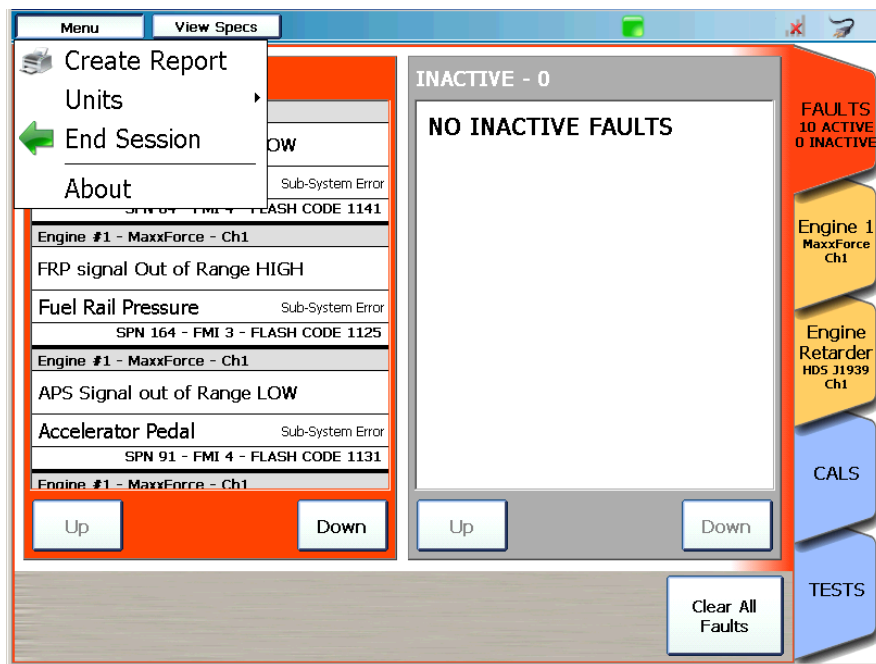 Menu
View Specs
Create Report
Units
End Session
About
INACTIVE - 0
NO INACTIVE FAULTS
Sub-System Error
FLASH CODE 1141
Engine #1 - MaxxForce - Ch1
FRP signal Out of Range HIGH
Fuel Rail Pressure
Sub-System Error
SPN 164 - FMI 3 - FLASH CODE 1125
Engine #1 - MaxxForce - Ch1
APS Signal out of Range LOW
Accelerator Pedal
Sub-System Error
SPN 91 - FMI 4 - FLASH CODE 1131
Engine #1 - MaxxForce - Ch1
Up
Down
Up
Down
Clear All
Faults
FAULTS
10 ACTIVE
0 INACTIVE
Engine 1
MaxxForce
Ch1
Engine
Retarder
HDS J1939
Ch1
CALS
TESTS